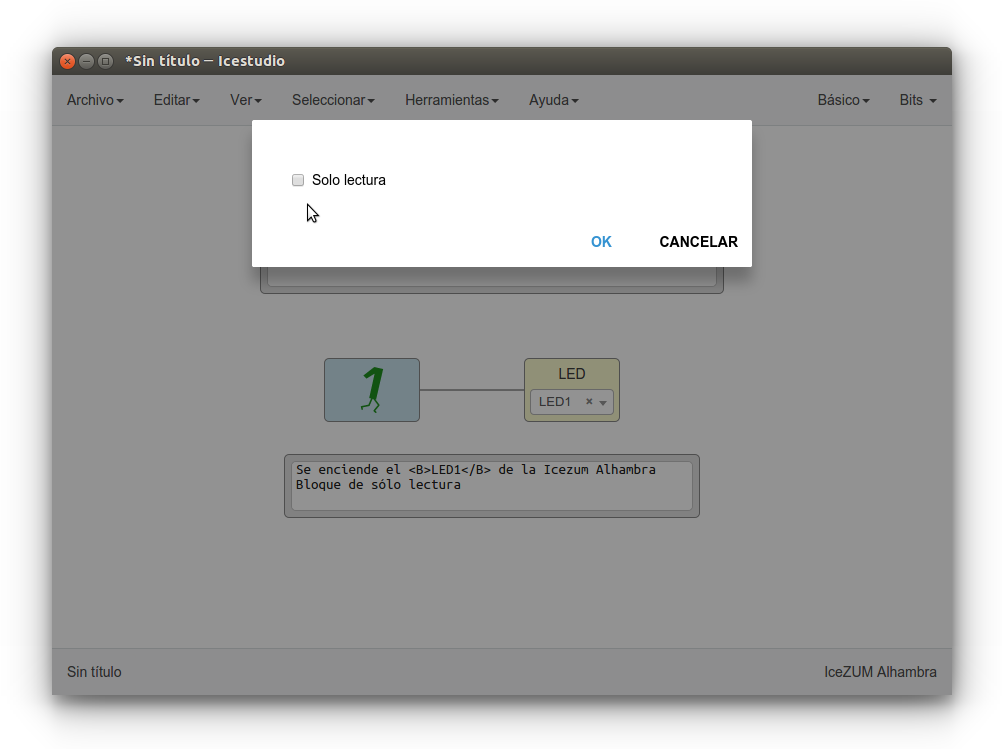 *Sin título — Icestudio
Archivo Editar Ver Seleccionar Herramientas Ayuda Básico Bits
Solo lectura
OK CANCELAR
1 LED
LED1
Se enciende el <B>LED1</B> de la Icezum Alhambra
Bloque de sólo lectura
Sin título IceZUM Alhambra